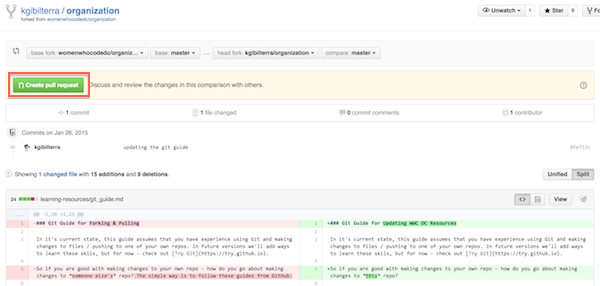 kgibilterra / organization
forked from womenwhocodedc/organization
Unwatch 1
Star 0
Fo
base fork: womenwhocodedc/organiz...
base: master
...
head fork: kgibilterra/organization
compare: master
Create pull request
Discuss and review the changes in this comparison with others.
1 commit
1 file changed
0 commit comments
1 contributor
Commits on Jan 26, 2015
kgibilterra
updating the git guide
Showing 1 changed file with 15 additions and 9 deletions.
Unified
Split
24
learning-resources/git_guide.md
View
... @@ -1,20 +1,26 @@
1 -### Git Guide for Forking & Pulling
1 +### Git Guide for Updating WWC DC Resources
2
2
3 In it's current state, this guide assumes that you have experience using Git and making
changes to files / pushing to one of your own repos. In future versions we'll add ways
to learn these skills, but for now - check out [Try Git](https://try.github.io).
3 In it's current state, this guide assumes that you have experience using Git and making
changes to files / pushing to one of your own repos. In future versions we'll add ways
to learn these skills, but for now - check out [Try Git](https://try.github.io).
4
4
5 -So if you are good with making changes to your own repo - how do you go about making
changes to *someone else's* repo? The simple way is to follow these guides from GitHub:
5 +So if you are good with making changes to your own repo - how do you go about making
changes to *this* repo?